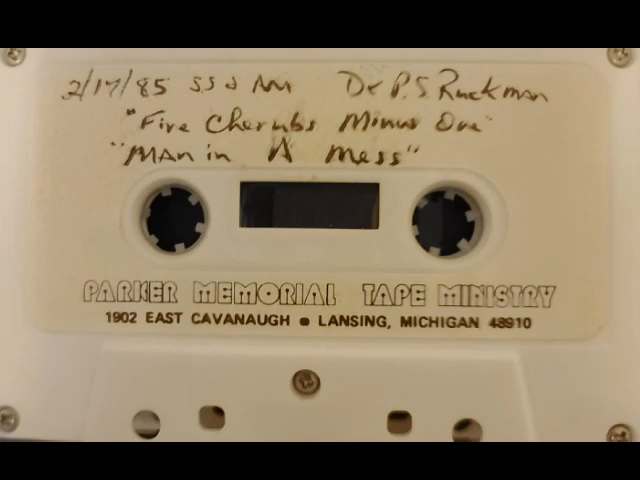 2/17/85 SS & AM Dr P.S. Ruckman
"Five Cherubs Minus One"
"MAN in A Mess"
PARKER MEMORIAL TAPE MINISTRY
1902 EAST CAVANAUGH • LANSING, MICHIGAN 48910